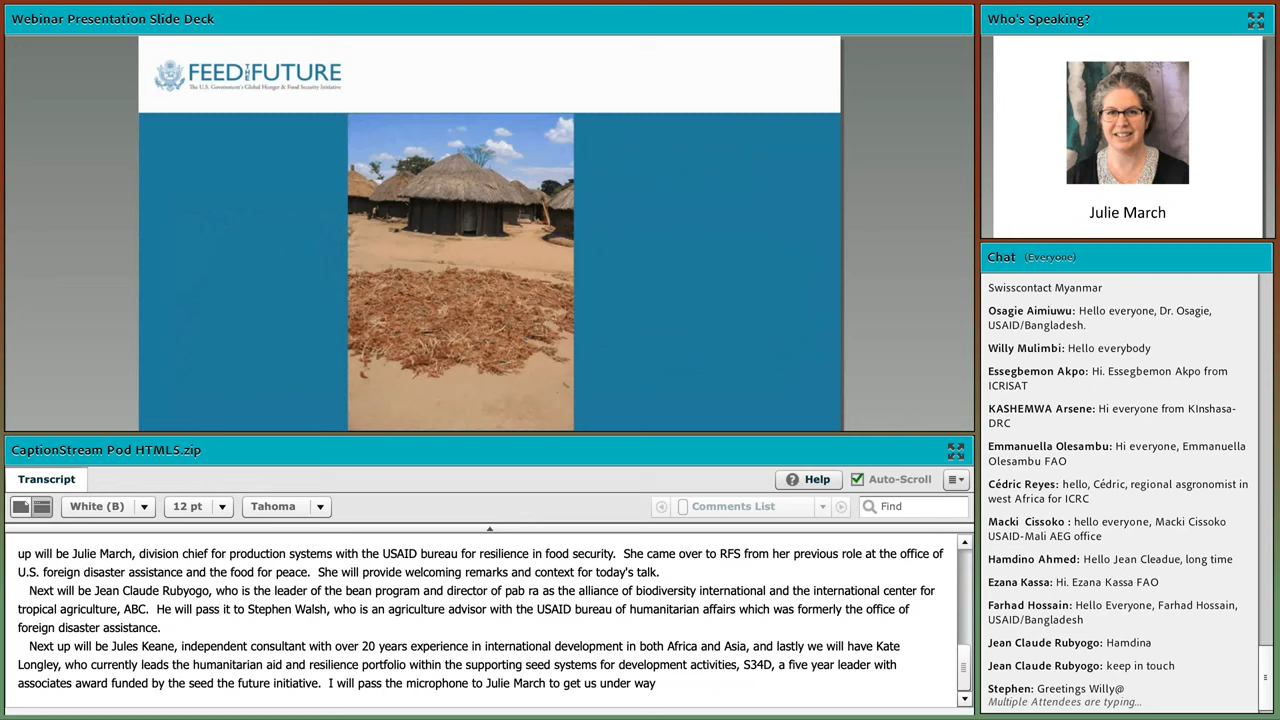 Webinar Presentation Slide Deck
FEED THE FUTURE
The U.S. Government's Global Hunger & Food Security Initiative
Who's Speaking?
Julie March
Chat (Everyone)
Swisscontact Myanmar
Osagie Aimiuwu: Hello everyone, Dr. Osagie,
USAID/Bangladesh.
Willy Mulimbi: Hello everybody
Essegbemon Akpo: Hi. Essegbemon Akpo from
ICRISAT
KASHEMWA Arsene: Hi everyone from KInshasa-
DRC
Emmanuella Olesambu: Hi everyone, Emmanuella
Olesambu FAO
Cédric Reyes: hello, Cédric, regional asgronomist in
west Africa for ICRC
Macki Cissoko : hello everyone, Macki Cissoko
USAID-Mali AEG office
Hamdino Ahmed: Hello Jean Cleadue, long time
Ezana Kassa: Hi. Ezana Kassa FAO
Farhad Hossain: Hello Everyone, Farhad Hossain,
USAID/Bangladesh
Jean Claude Rubyogo: Hamdina
Jean Claude Rubyogo: keep in touch
Stephen: Greetings Willy@
Multiple Attendees are typing...
CaptionStream Pod HTML5.zip
Transcript
Help
Auto-Scroll
White (B)
12 pt
Tahoma
Comments List
Find
up will be Julie March, division chief for production systems with the USAID bureau for resilience in food security. She came over to RFS from her previous role at the office of
U.S. foreign disaster assistance and the food for peace. She will provide welcoming remarks and context for today's talk.
Next will be Jean Claude Rubyogo, who is the leader of the bean program and director of pab ra as the alliance of biodiversity international and the international center for
tropical agriculture, ABC. He will pass it to Stephen Walsh, who is an agriculture advisor with the USAID bureau of humanitarian affairs which was formerly the office of
foreign disaster assistance.
Next up will be Jules Keane, independent consultant with over 20 years experience in international development in both Africa and Asia, and lastly we will have Kate
Longley, who currently leads the humanitarian aid and resilience portfolio within the supporting seed systems for development activities, S34D, a five year leader with
associates award funded by the seed the future initiative. I will pass the microphone to Julie March to get us under way